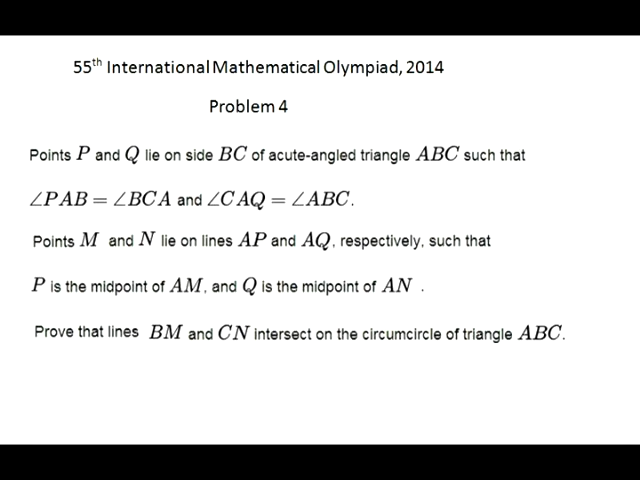 55th International Mathematical Olympiad, 2014
Problem 4
Points P and Q lie on side BC of acute-angled triangle ABC such that
∠PAB = ∠BCA and ∠CAQ = ∠ABC.
Points M and N lie on lines AP and AQ, respectively, such that
P is the midpoint of AM, and Q is the midpoint of AN .
Prove that lines BM and CN intersect on the circumcircle of triangle ABC.